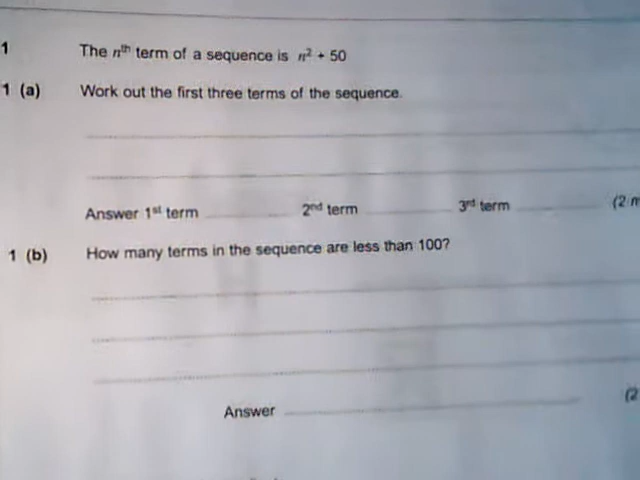 1 The nth term of a sequence is n² + 50
1 (a) Work out the first three terms of the sequence.
Answer 1st term 2nd term 3rd term (2
1 (b) How many terms in the sequence are less than 100?
Answer (2